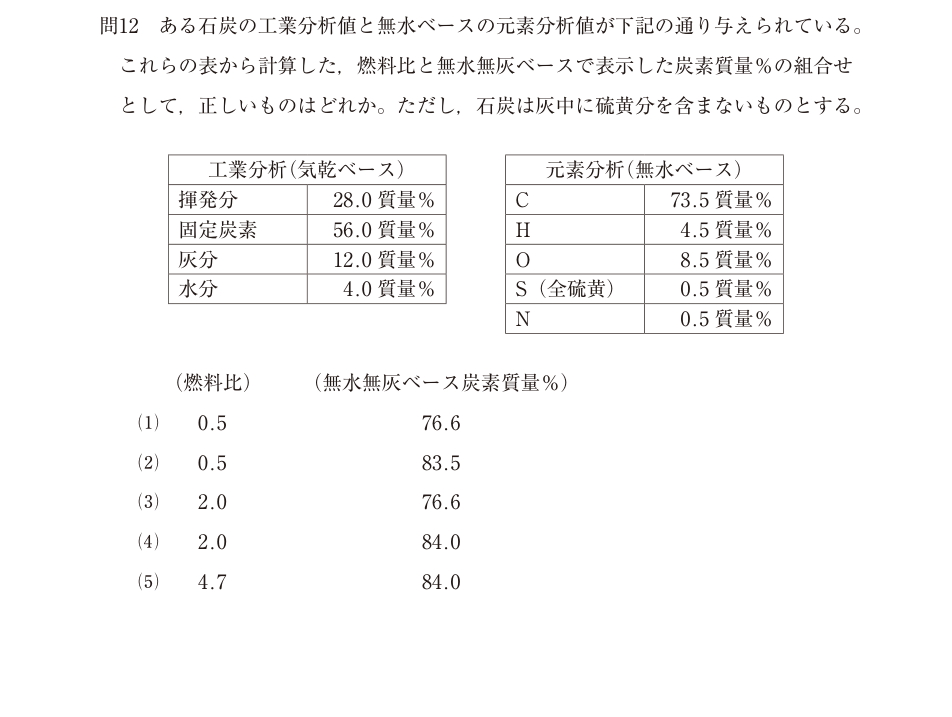 問12　ある石炭の工業分析値と無水ベースの元素分析値が下記の通り与えられている。
これらの表から計算した，燃料比と無水無灰ベースで表示した炭素質量％の組合せ
として，正しいものはどれか。ただし，石炭は灰中に硫黄分を含まないものとする。
工業分析（気乾ベース）
揮発分 28.0 質量％
固定炭素 56.0 質量％
灰分 12.0 質量％
水分 4.0 質量％
元素分析（無水ベース）
C 73.5 質量％
H 4.5 質量％
O 8.5 質量％
S（全硫黄） 0.5 質量％
N 0.5 質量％
（燃料比） （無水無灰ベース炭素質量％）
⑴ 0.5 76.6
⑵ 0.5 83.5
⑶ 2.0 76.6
⑷ 2.0 84.0
⑸ 4.7 84.0